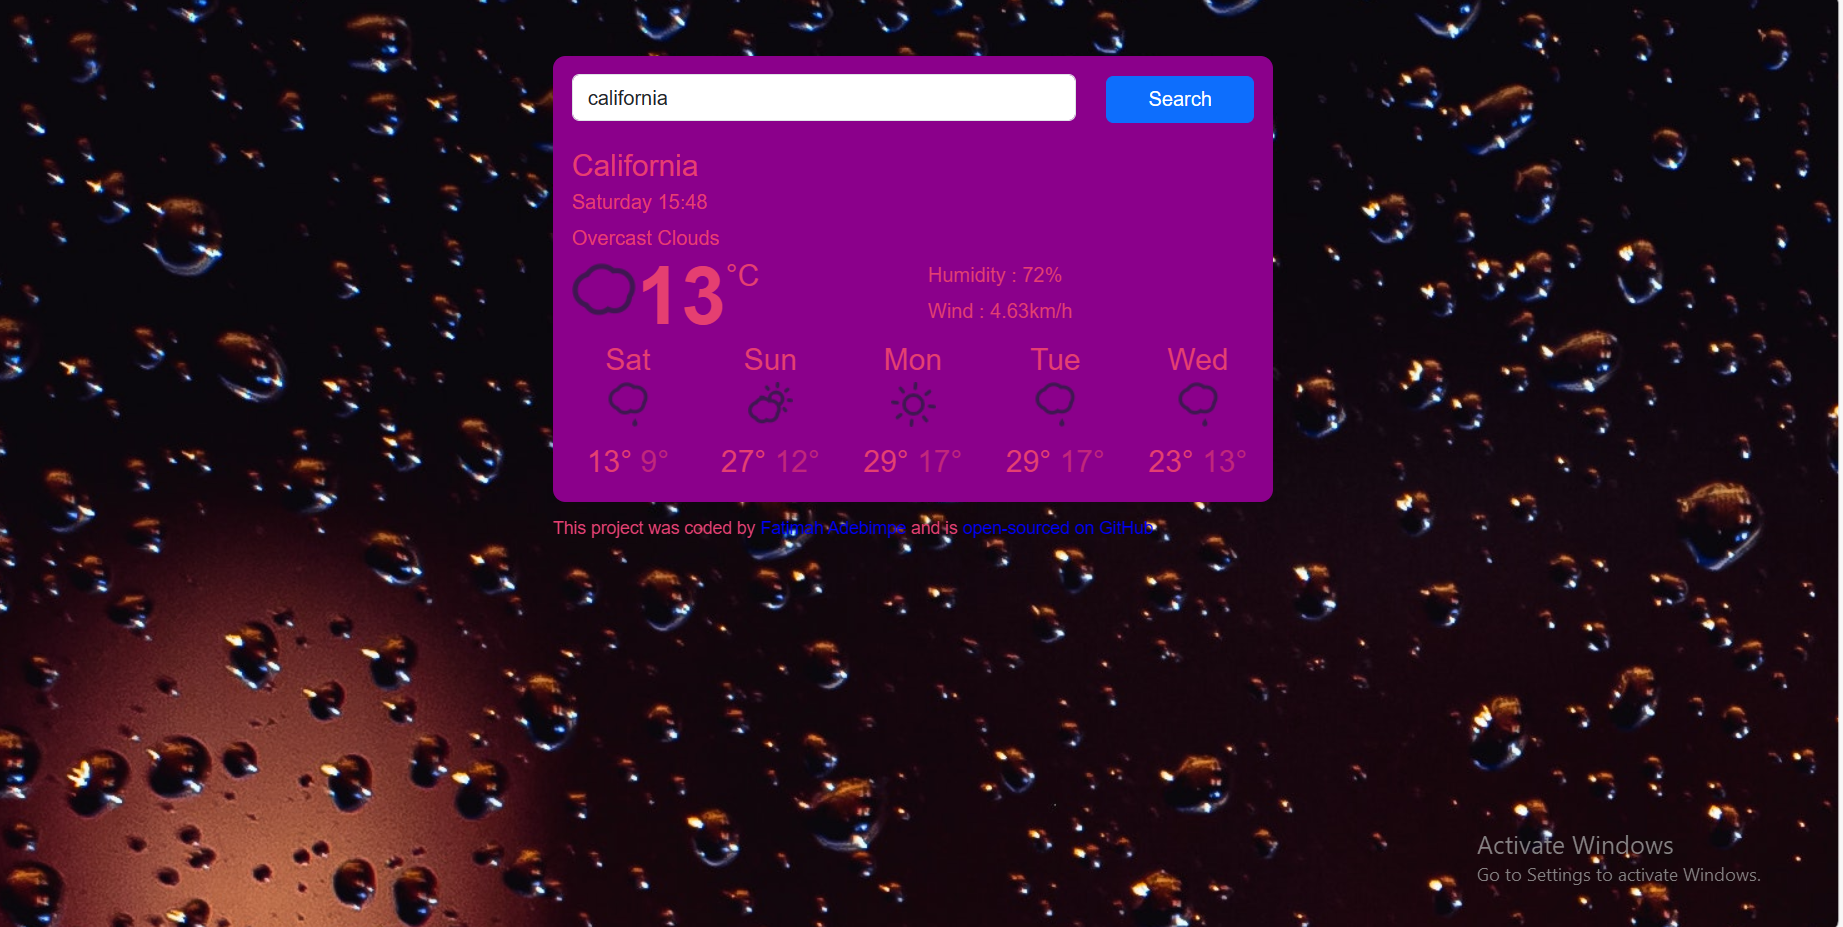 california
Search
California
Saturday 15:48
Overcast Clouds
13 °C
Humidity : 72%
Wind : 4.63km/h
Sat Sun Mon Tue Wed
13° 9° 27° 12° 29° 17° 29° 17° 23° 13°
This project was coded by Fatimah Adebimpe and is open-sourced on GitHub
Activate Windows
Go to Settings to activate Windows.